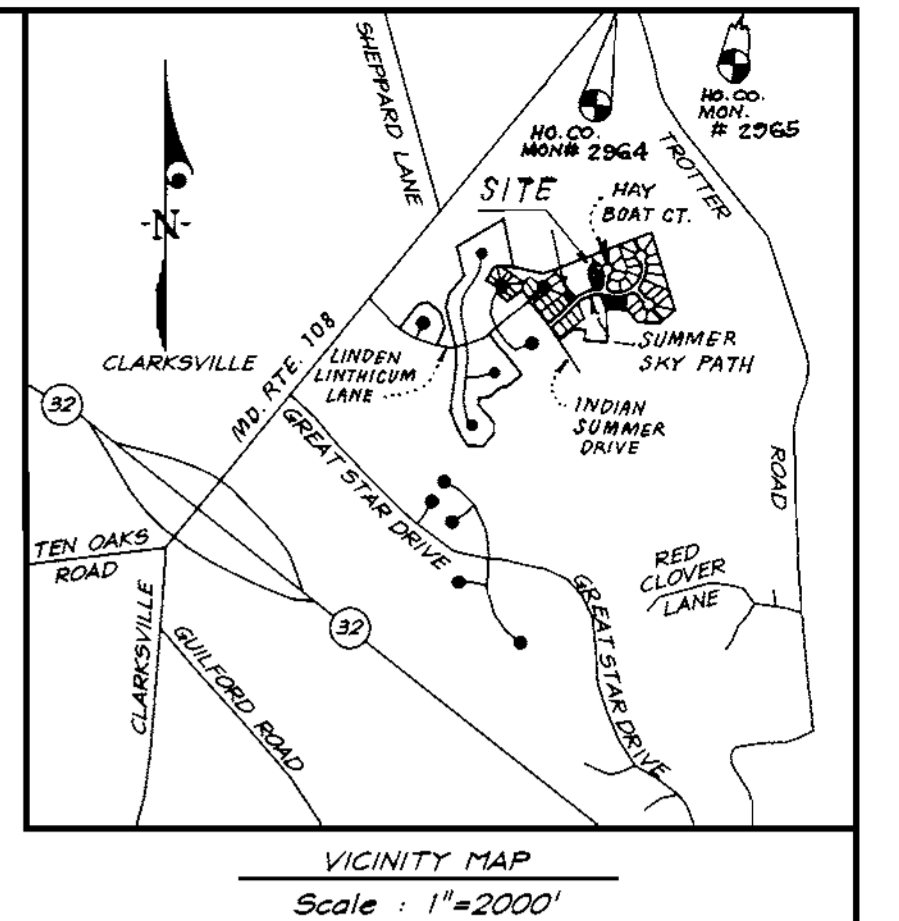 SHEPPARD LANE
HO. CO.
MON# 2964
HO. CO.
MON.
# 2965
TROTTER
SITE
HAY
BOAT CT.
N
CLARKSVILLE
MD. RTE. 108
LINDEN
LINTHICUM
LANE
SUMMER
SKY PATH
INDIAN
SUMMER
DRIVE
32
GREAT STAR DRIVE
ROAD
TEN OAKS
ROAD
RED
CLOVER
LANE
32
GREAT STAR DRIVE
CLARKSVILLE
GUILFORD ROAD
VICINITY MAP
Scale : 1"=2000'